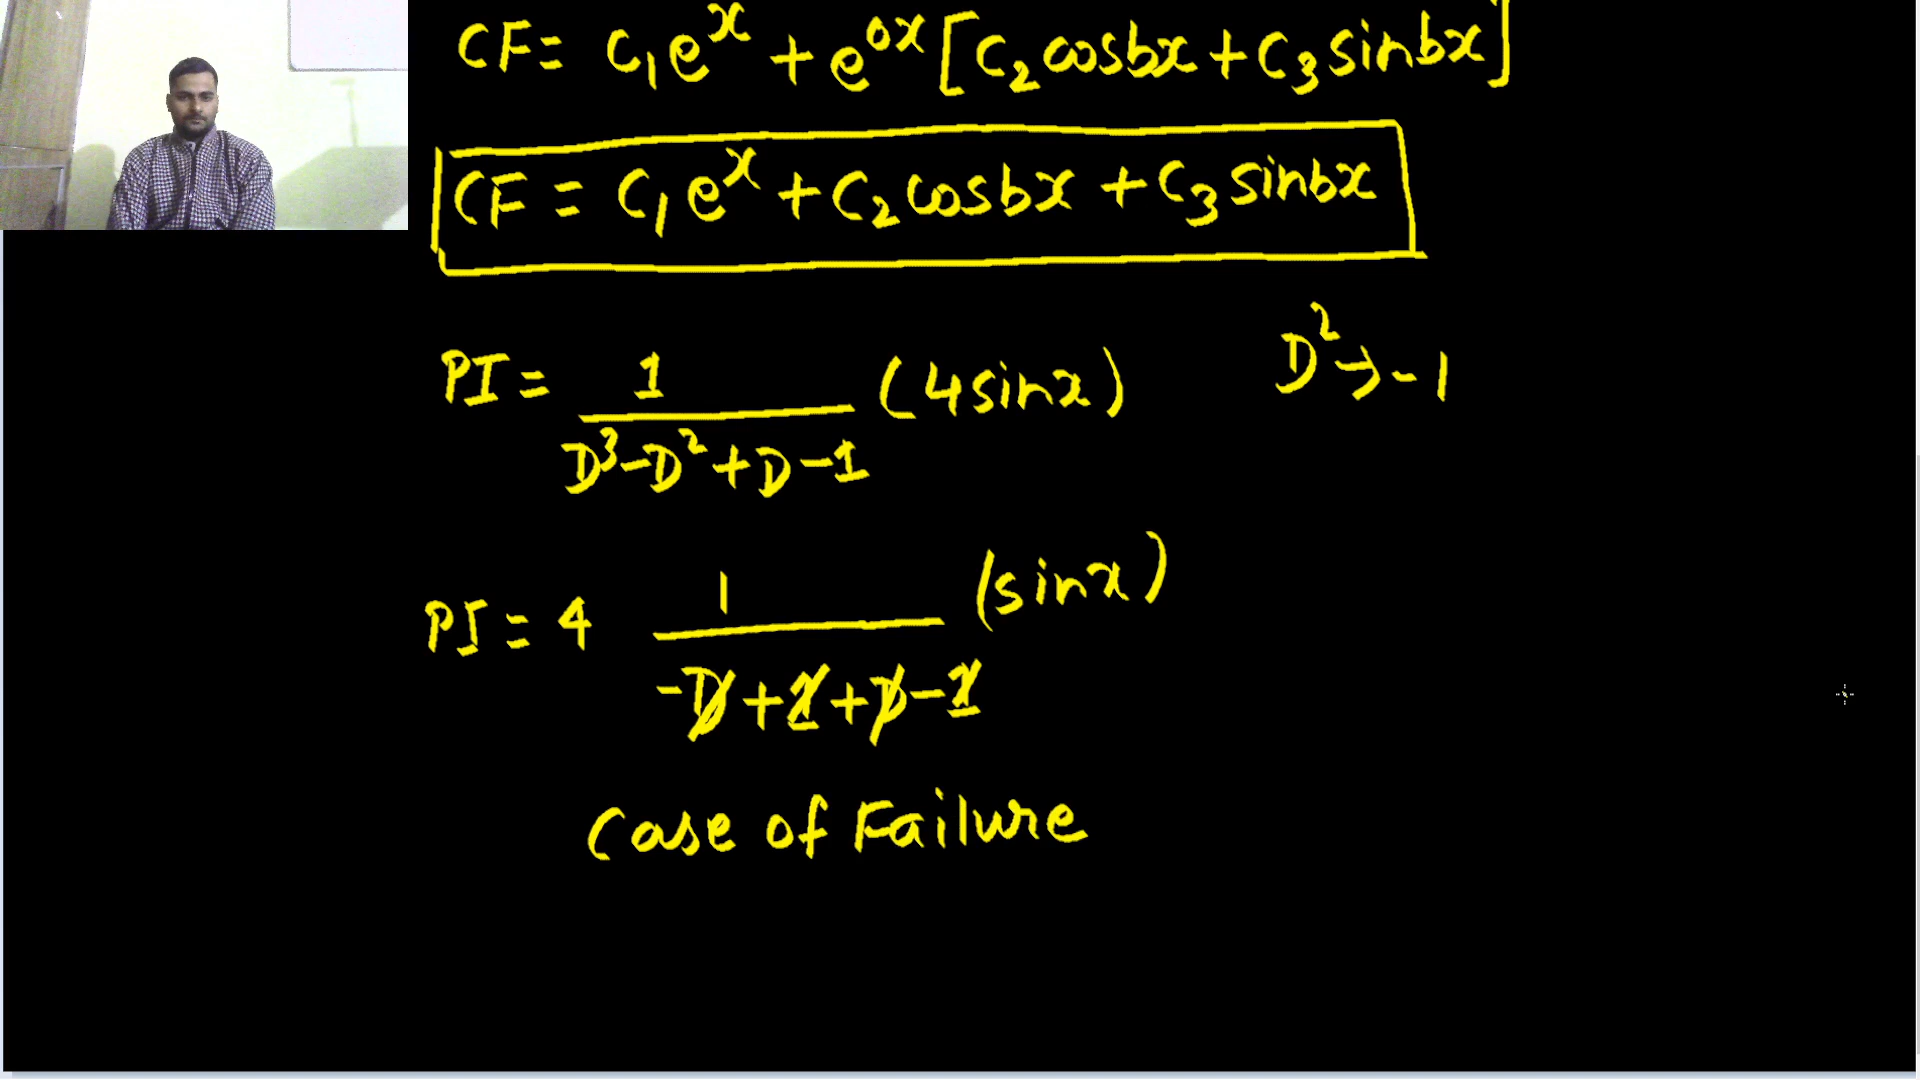 CF = C₁eˣ + e⁰ˣ[C₂cosbx + C₃sinbx]
CF = C₁eˣ + C₂cosbx + C₃sinbx
PI = 1/(D³-D²+D-1) (4sinx) D² → -1
PI = 4 1/(-D+1+D-1) (sinx)
Case of Failure